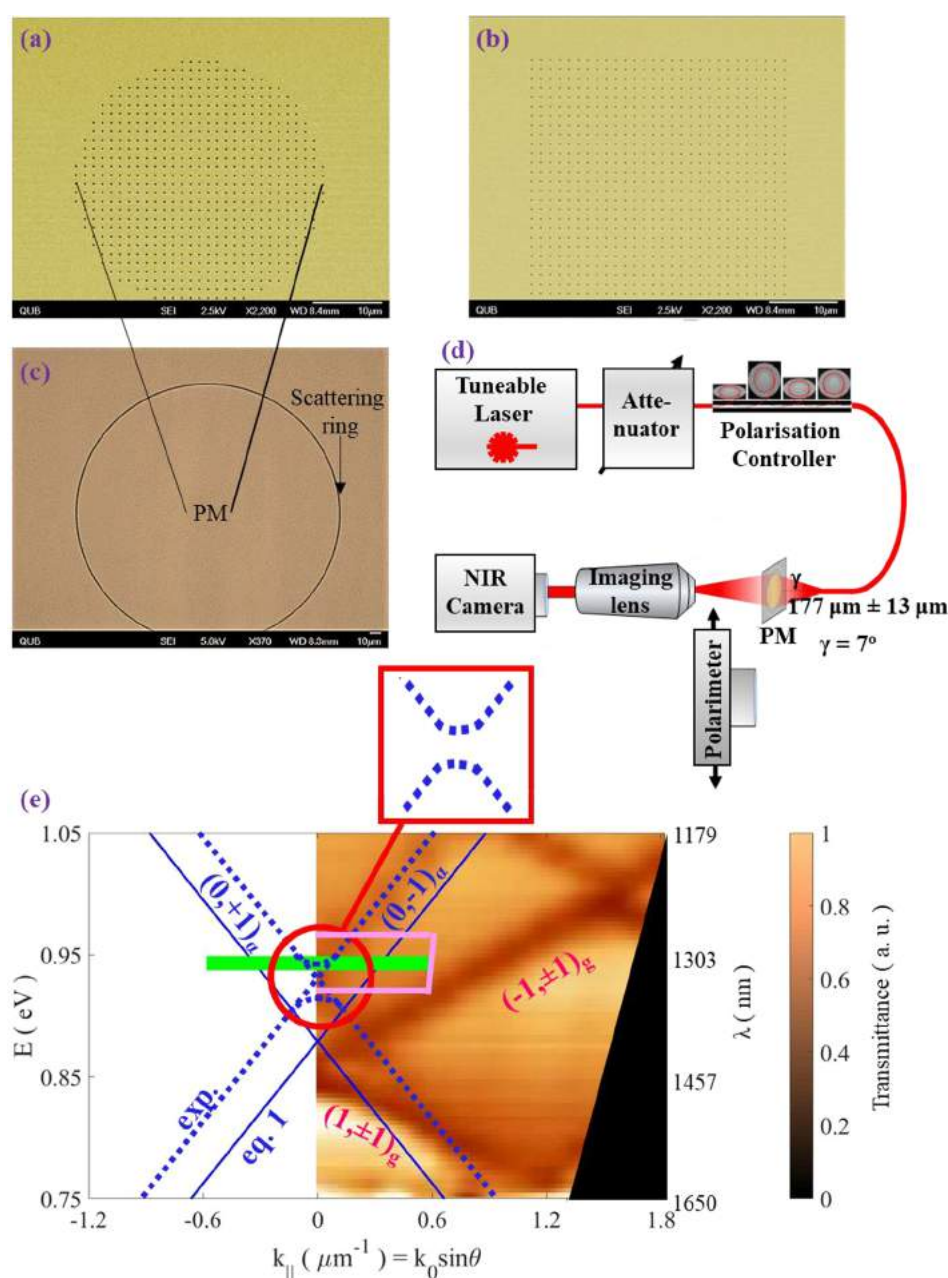 (a)
QUB SEI 2.5kV X2,200 WD 8.4mm 10µm
(b)
QUB SEI 2.5kV X2,200 WD 8.4mm 10µm
(c)
Scattering
ring
PM
QUB SEI 5.0kV X370 WD 8.3mm 10µm
(d)
Tuneable
Laser
Atte-
nuator
Polarisation
Controller
NIR
Camera
Imaging
lens
γ
177 µm ± 13 µm
PM
γ = 7º
Polarimeter
(e)
1.05
0.95
0.85
0.75
E ( eV )
(0,+1)ₐ
(0,-1)ₐ
exp.
eq. 1
(-1,±1)g
(1,±1)g
-1.2 -0.6 0 0.6 1.2 1.8
k|| ( µm⁻¹ ) = k₀sinθ
1179
1303
1457
1650
λ ( nm )
1
0.8
0.6
0.4
0.2
0
Transmittance ( a. u. )